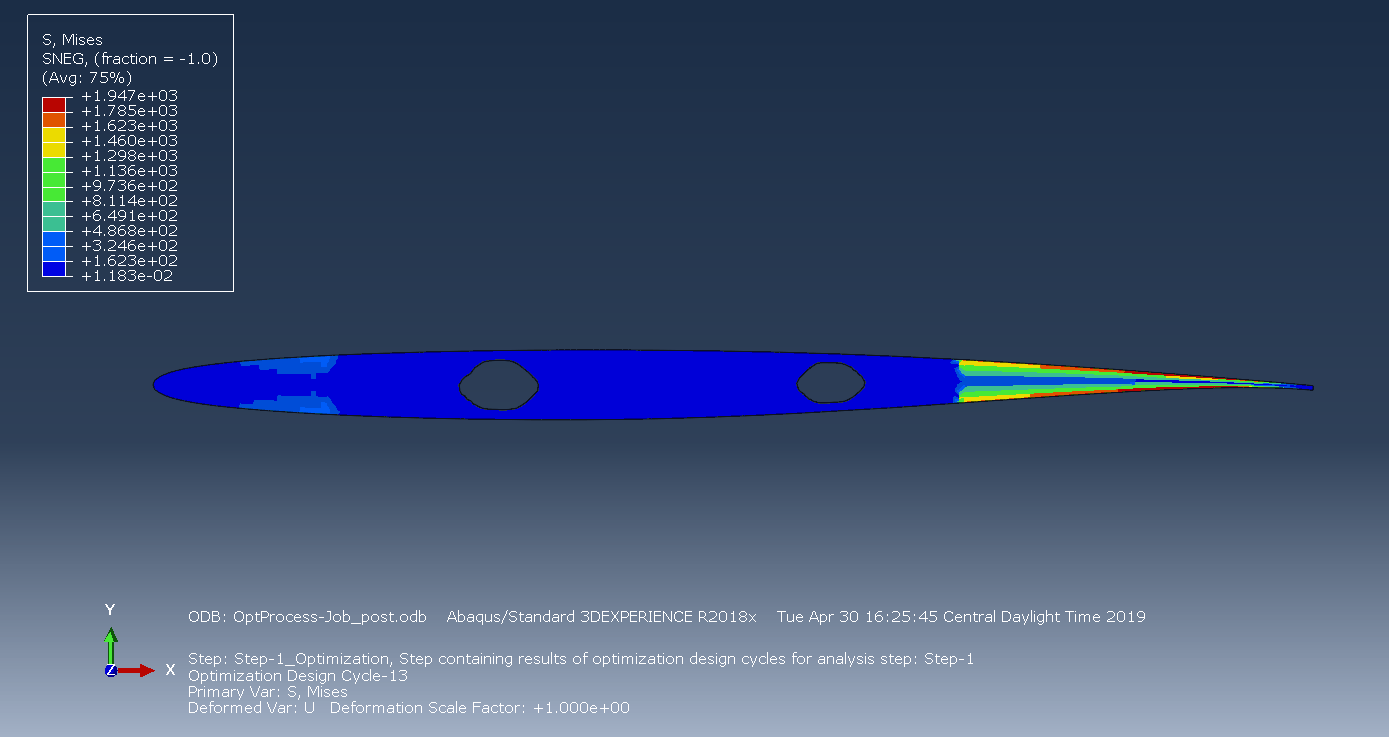 S, Mises
SNEG, (fraction = -1.0)
(Avg: 75%)
+1.947e+03
+1.785e+03
+1.623e+03
+1.460e+03
+1.298e+03
+1.136e+03
+9.736e+02
+8.114e+02
+6.491e+02
+4.868e+02
+3.246e+02
+1.623e+02
+1.183e-02
Y
Z
X
ODB: OptProcess-Job_post.odb Abaqus/Standard 3DEXPERIENCE R2018x Tue Apr 30 16:25:45 Central Daylight Time 2019
Step: Step-1_Optimization, Step containing results of optimization design cycles for analysis step: Step-1
Optimization Design Cycle-13
Primary Var: S, Mises
Deformed Var: U Deformation Scale Factor: +1.000e+00